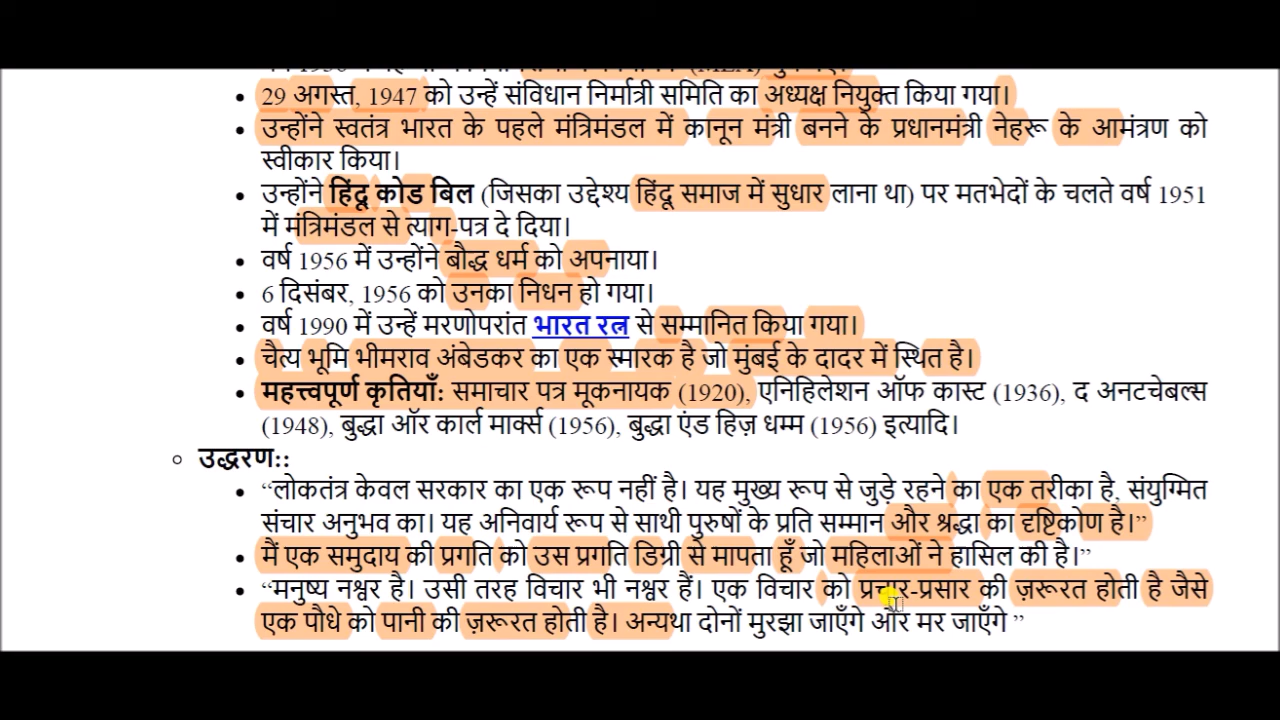 29 अगस्त, 1947 को उन्हें संविधान निर्मात्री समिति का अध्यक्ष नियुक्त किया गया।
उन्होंने स्वतंत्र भारत के पहले मंत्रिमंडल में कानून मंत्री बनने के प्रधानमंत्री नेहरू के आमंत्रण को
स्वीकार किया।
उन्होंने हिंदू कोड बिल (जिसका उद्देश्य हिंदू समाज में सुधार लाना था) पर मतभेदों के चलते वर्ष 1951
में मंत्रिमंडल से त्याग-पत्र दे दिया।
वर्ष 1956 में उन्होंने बौद्ध धर्म को अपनाया।
6 दिसंबर, 1956 को उनका निधन हो गया।
वर्ष 1990 में उन्हें मरणोपरांत भारत रत्न से सम्मानित किया गया।
चैत्य भूमि भीमराव अंबेडकर का एक स्मारक है जो मुंबई के दादर में स्थित है।
महत्त्वपूर्ण कृतियाँ: समाचार पत्र मूकनायक (1920), एनिहिलेशन ऑफ कास्ट (1936), द अनटचेबल्स
(1948), बुद्धा ऑर कार्ल मार्क्स (1956), बुद्धा एंड हिज़ धम्म (1956) इत्यादि।
उद्धरण::
“लोकतंत्र केवल सरकार का एक रूप नहीं है। यह मुख्य रूप से जुड़े रहने का एक तरीका है, संयुग्मित
संचार अनुभव का। यह अनिवार्य रूप से साथी पुरुषों के प्रति सम्मान और श्रद्धा का दृष्टिकोण है।”
मैं एक समुदाय की प्रगति को उस प्रगति डिग्री से मापता हूँ जो महिलाओं ने हासिल की है।”
“मनुष्य नश्वर है। उसी तरह विचार भी नश्वर हैं। एक विचार को प्रचार-प्रसार की ज़रूरत होती है जैसे
एक पौधे को पानी की ज़रूरत होती है। अन्यथा दोनों मुरझा जाएँगे और मर जाएँगे ”